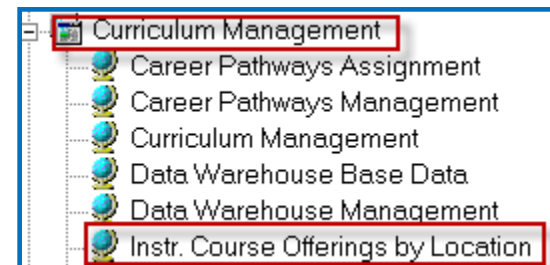 Curriculum Management
Career Pathways Assignment
Career Pathways Management
Curriculum Management
Data Warehouse Base Data
Data Warehouse Management
Instr. Course Offerings by Location